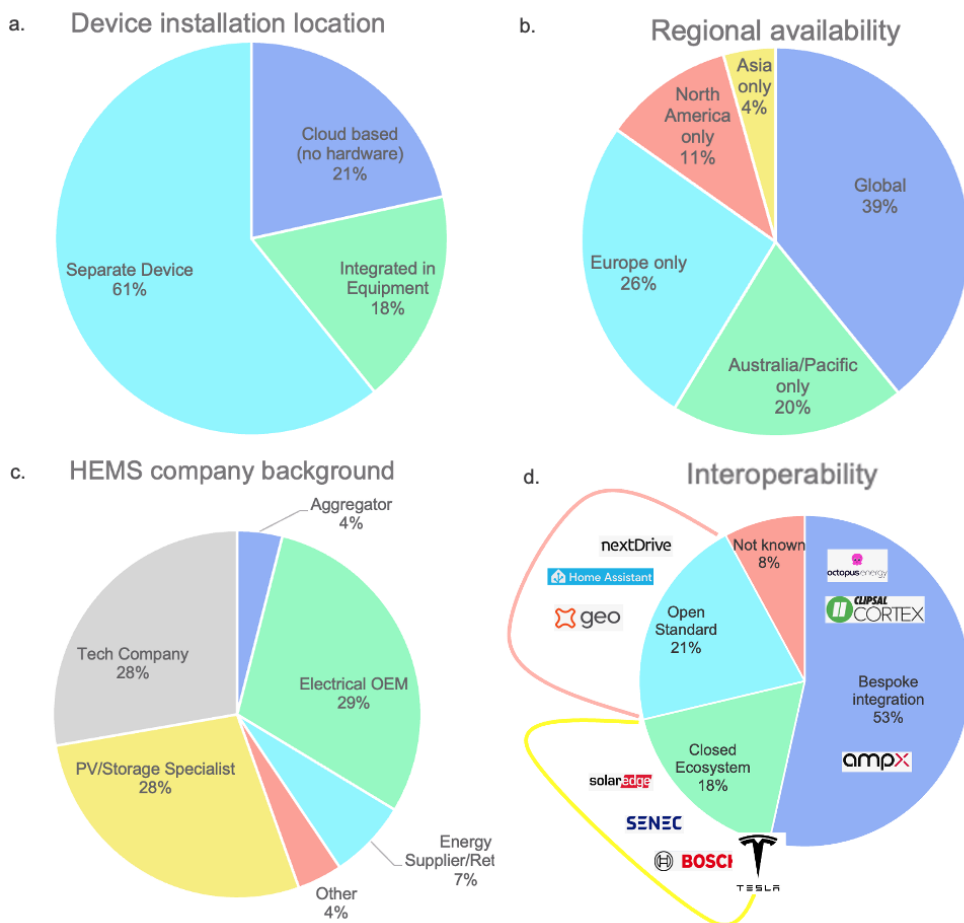 a.
Device installation location
Cloud based
(no hardware)
21%
Separate Device
61%
Integrated in
Equipment
18%
b.
Regional availability
Asia
only
4%
North
America
only
11%
Global
39%
Europe only
26%
Australia/Pacific
only
20%
c.
HEMS company background
Aggregator
4%
Tech Company
28%
Electrical OEM
29%
PV/Storage Specialist
28%
Energy
Supplier/Ret
7%
Other
4%
d.
Interoperability
Not known
8%
nextDrive
Home Assistant
geo
octopus energy
CLIPSAL
CORTEX
Open
Standard
21%
Bespoke
integration
53%
ampx
Closed
Ecosystem
18%
solaredge
SENEC
BOSCH
TESLA